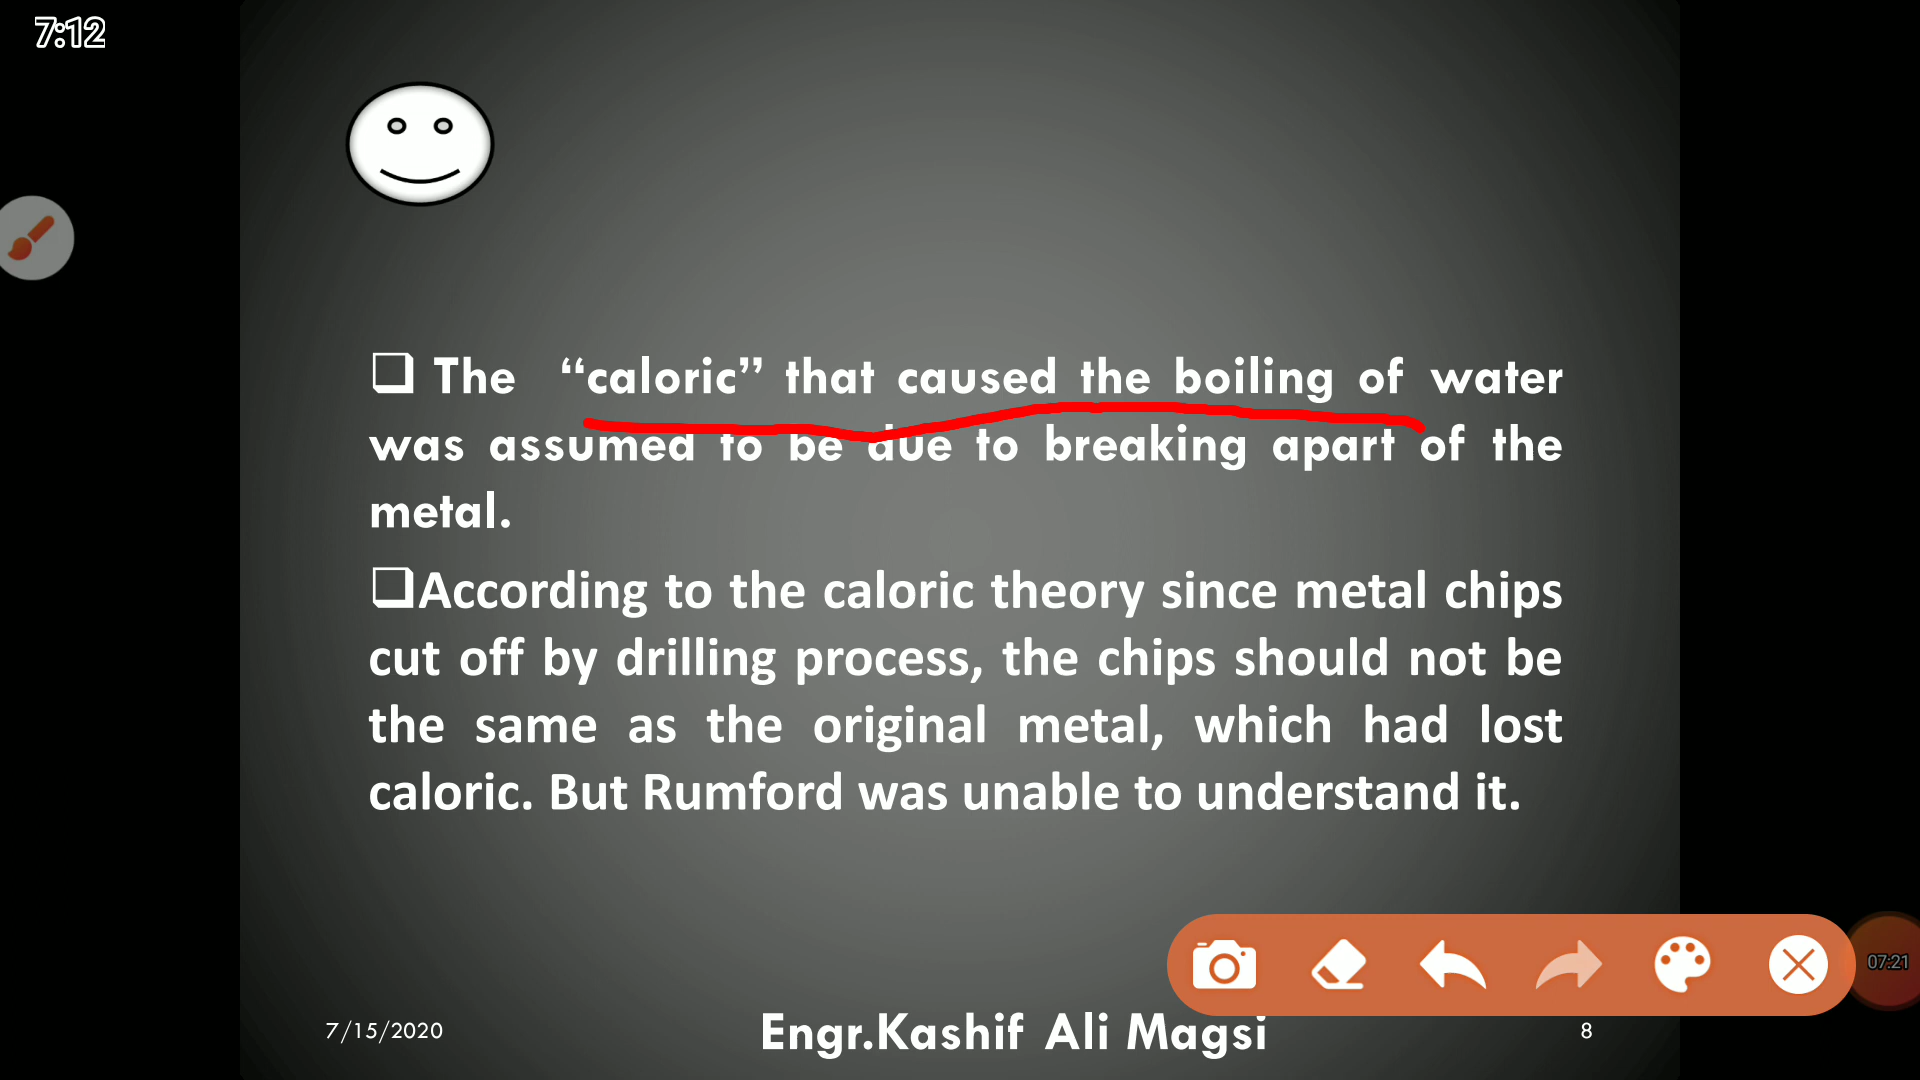 7:12
❑ The “caloric” that caused the boiling of water
was assumed to be due to breaking apart of the
metal.
❑According to the caloric theory since metal chips
cut off by drilling process, the chips should not be
the same as the original metal, which had lost
caloric. But Rumford was unable to understand it.
07:21
7/15/2020
Engr.Kashif Ali Magsi
8